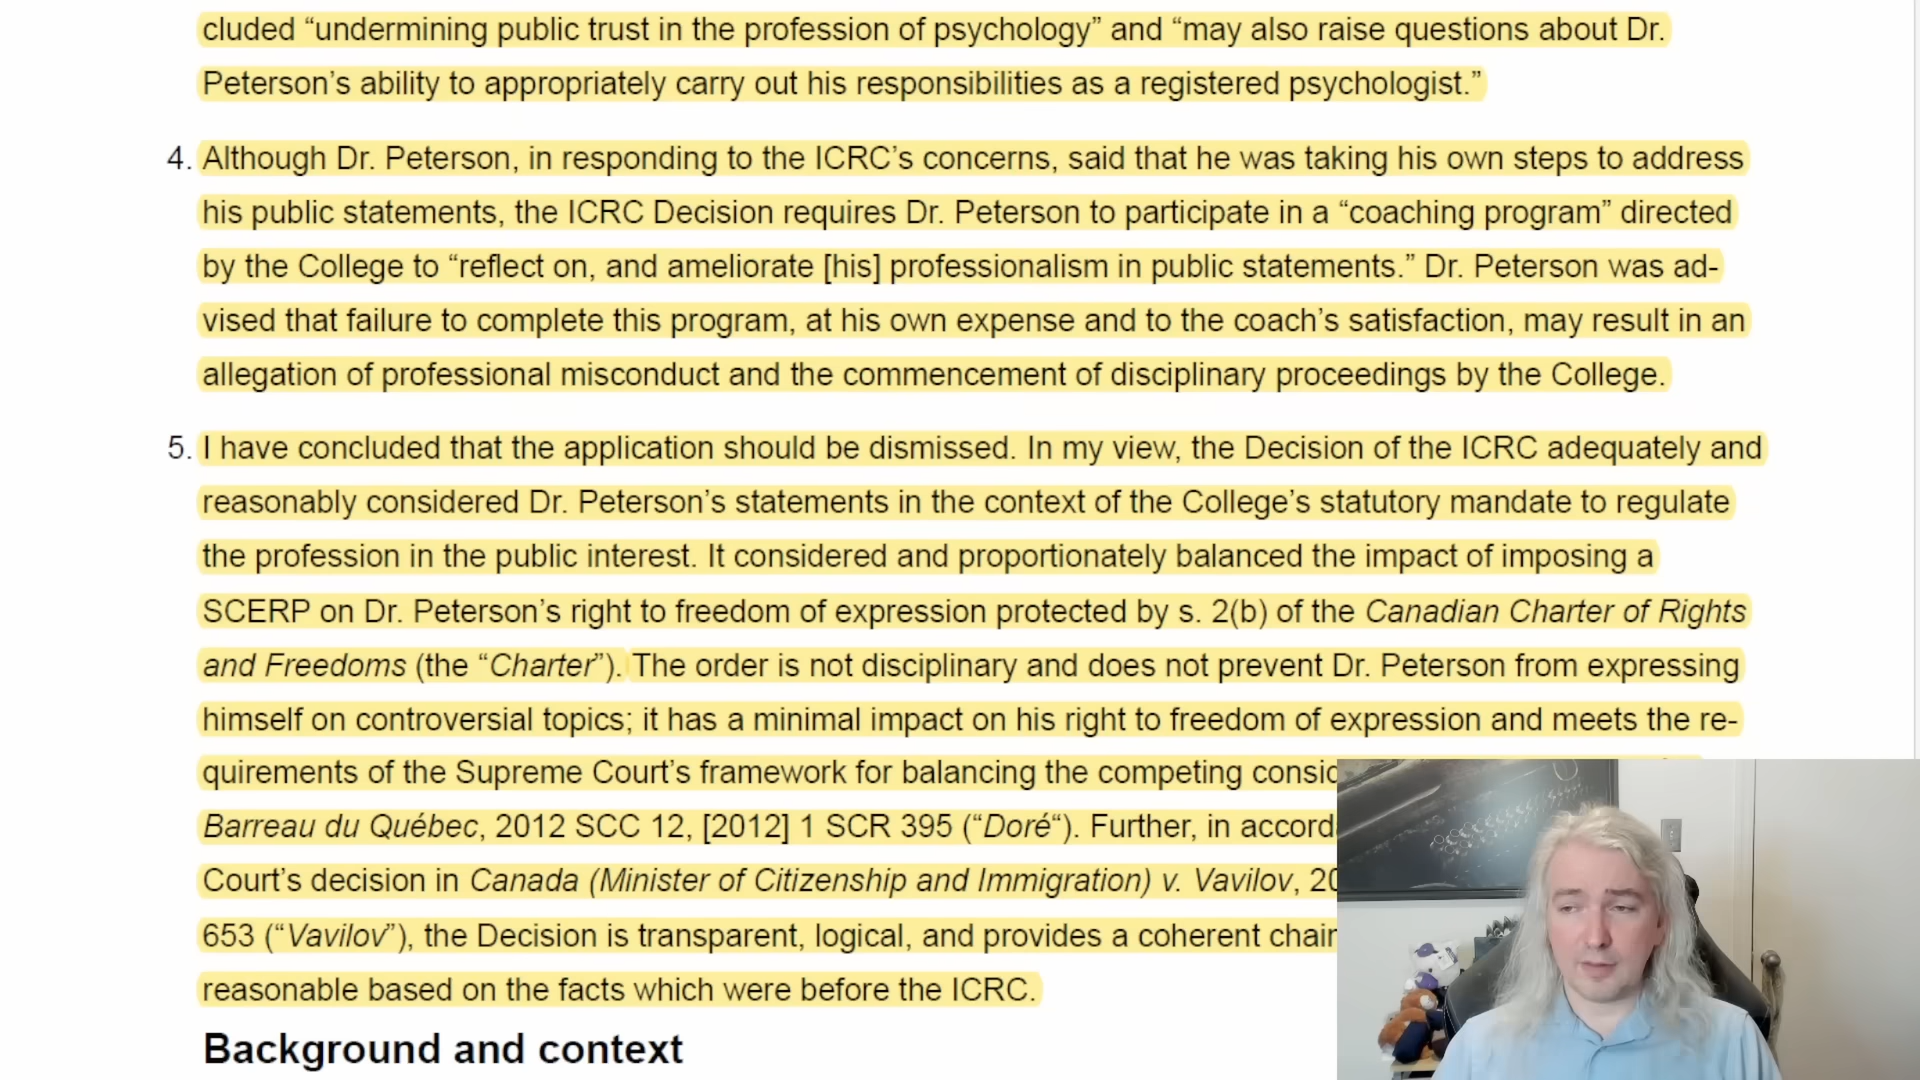 cluded “undermining public trust in the profession of psychology” and “may also raise questions about Dr.
Peterson’s ability to appropriately carry out his responsibilities as a registered psychologist.”
4. Although Dr. Peterson, in responding to the ICRC’s concerns, said that he was taking his own steps to address
his public statements, the ICRC Decision requires Dr. Peterson to participate in a “coaching program” directed
by the College to “reflect on, and ameliorate [his] professionalism in public statements.” Dr. Peterson was ad-
vised that failure to complete this program, at his own expense and to the coach’s satisfaction, may result in an
allegation of professional misconduct and the commencement of disciplinary proceedings by the College.
5. I have concluded that the application should be dismissed. In my view, the Decision of the ICRC adequately and
reasonably considered Dr. Peterson’s statements in the context of the College’s statutory mandate to regulate
the profession in the public interest. It considered and proportionately balanced the impact of imposing a
SCERP on Dr. Peterson’s right to freedom of expression protected by s. 2(b) of the Canadian Charter of Rights
and Freedoms (the “Charter”). The order is not disciplinary and does not prevent Dr. Peterson from expressing
himself on controversial topics; it has a minimal impact on his right to freedom of expression and meets the re-
quirements of the Supreme Court’s framework for balancing the competing
Barreau du Québec, 2012 SCC 12, [2012] 1 SCR 395 (“Doré“). Further, in
Court’s decision in Canada (Minister of Citizenship and Immigration) v. Vavilov,
653 (“Vavilov”), the Decision is transparent, logical, and provides a coherent
reasonable based on the facts which were before the ICRC.
Background and context